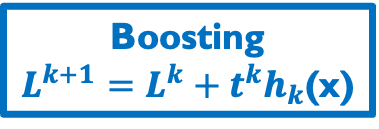 Boosting
L^{k+1} = L^k + t^k h_k(x)